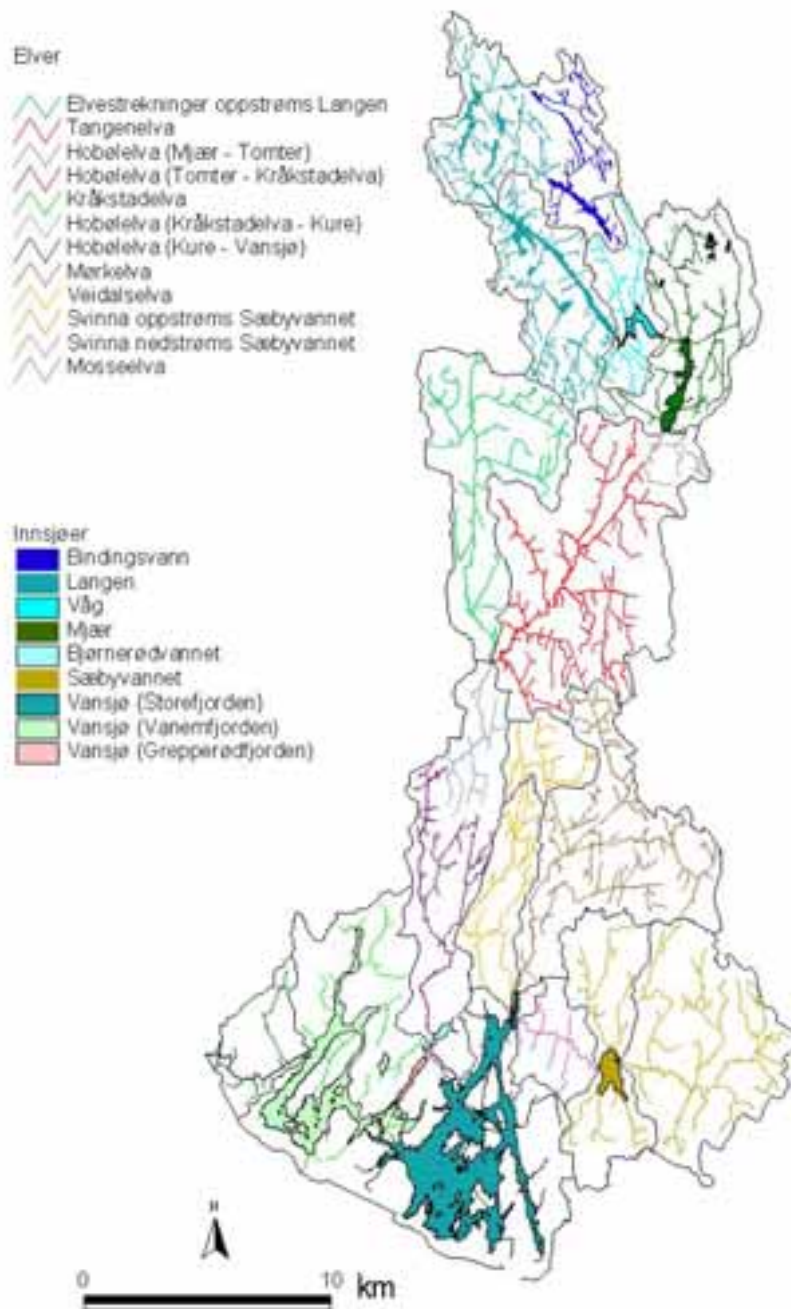 Elver
Elvestrekninger oppstrøms Langen
Tangenelva
Hobølelva (Mjær - Tomter)
Hobølelva (Tomter - Kråkstadelva)
Kråkstadelva
Hobølelva (Kråkstadelva - Kure)
Hobølelva (Kure - Vansjø)
Mørkelva
Veidalselva
Svinna oppstrøms Sæbyvannet
Svinna nedstrøms Sæbyvannet
Mosseelva
Innsjøer
Bindingsvann
Langen
Våg
Mjær
Bjørnerødvannet
Sæbyvannet
Vansjø (Storefjorden)
Vansjø (Vanemfjorden)
Vansjø (Grepperødfjorden)
N
0 10 km